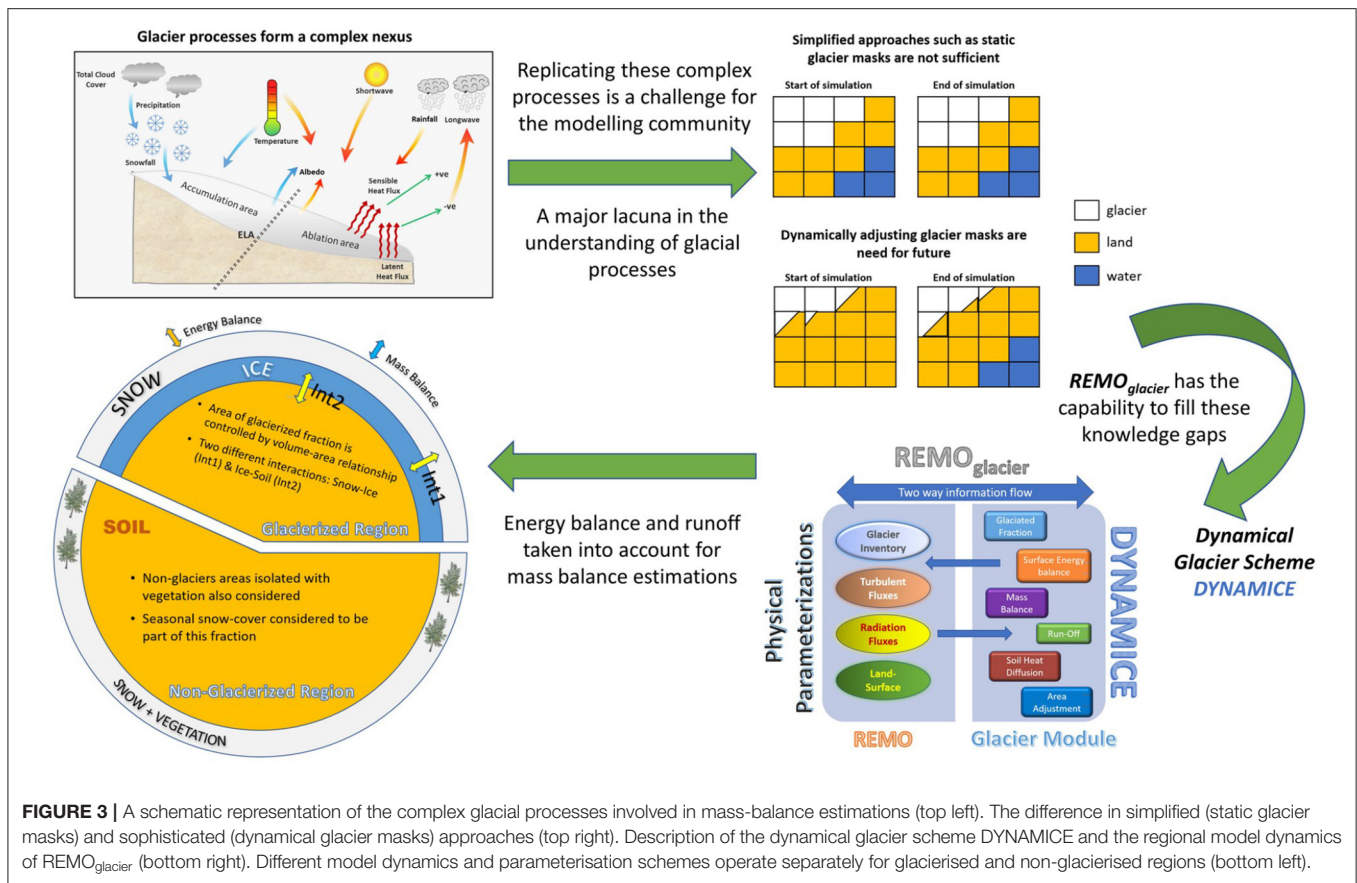 Glacier processes form a complex nexus
Total Cloud
Cover
Precipitation
Snowfall
Temperature
Shortwave
Rainfall
Longwave
Albedo
Sensible
Heat Flux
+ve
-ve
Accumulation area
ELA
Ablation area
Latent
Heat Flux
Replicating these complex
processes is a challenge for
the modelling community
A major lacuna in the
understanding of glacial
processes
Simplified approaches such as static
glacier masks are not sufficient
Start of simulation
End of simulation
Dynamically adjusting glacier masks are
need for future
Start of simulation
End of simulation
glacier
land
water
REMOglacier has the
capability to fill these
knowledge gaps
Dynamical
Glacier Scheme
DYNAMICE
REMOglacier
Two way information flow
Physical
Parameterizations
Glacier
Inventory
Turbulent
Fluxes
Radiation
Fluxes
Land-
Surface
REMO
Glaciated
Fraction
Surface Energy
balance
Mass
Balance
Run-Off
Soil Heat
Diffusion
Area
Adjustment
DYNAMICE
Glacier Module
Energy balance and runoff
taken into account for
mass balance estimations
Energy Balance
Mass Balance
SNOW
ICE
Int2
Int1
• Area of glacierized fraction is
controlled by volume-area relationship
• Two different interactions: Snow-Ice
(Int1) & Ice-Soil (Int2)
Glacierized Region
SOIL
• Non-glaciers areas isolated with
vegetation also considered
• Seasonal snow-cover considered to be
part of this fraction
Non-Glacierized Region
SNOW + VEGETATION
FIGURE 3 | A schematic representation of the complex glacial processes involved in mass-balance estimations (top left). The difference in simplified (static glacier
masks) and sophisticated (dynamical glacier masks) approaches (top right). Description of the dynamical glacier scheme DYNAMICE and the regional model dynamics
of REMOglacier (bottom right). Different model dynamics and parameterisation schemes operate separately for glacierised and non-glacierised regions (bottom left).